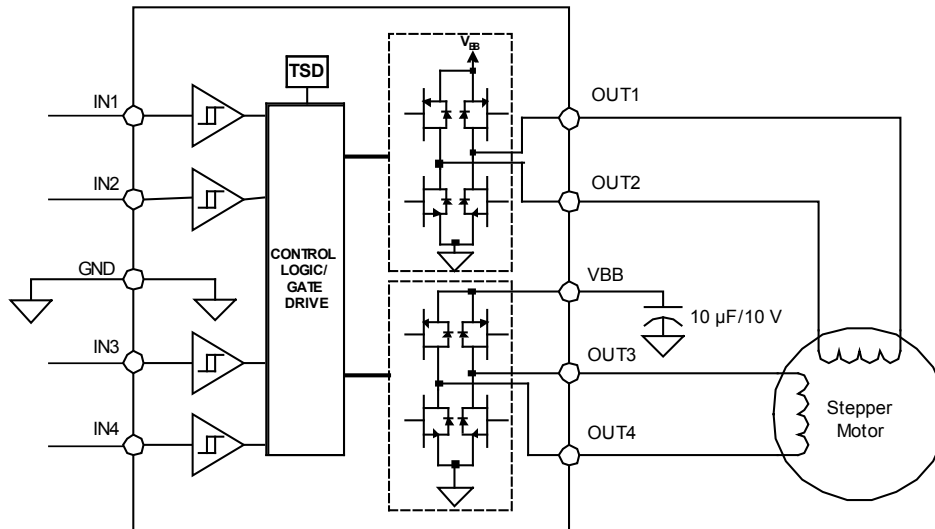 V_BB
TSD
IN1
OUT1
IN2
OUT2
CONTROL
LOGIC/
GATE
DRIVE
GND
VBB
10 µF/10 V
IN3
OUT3
Stepper
Motor
IN4
OUT4